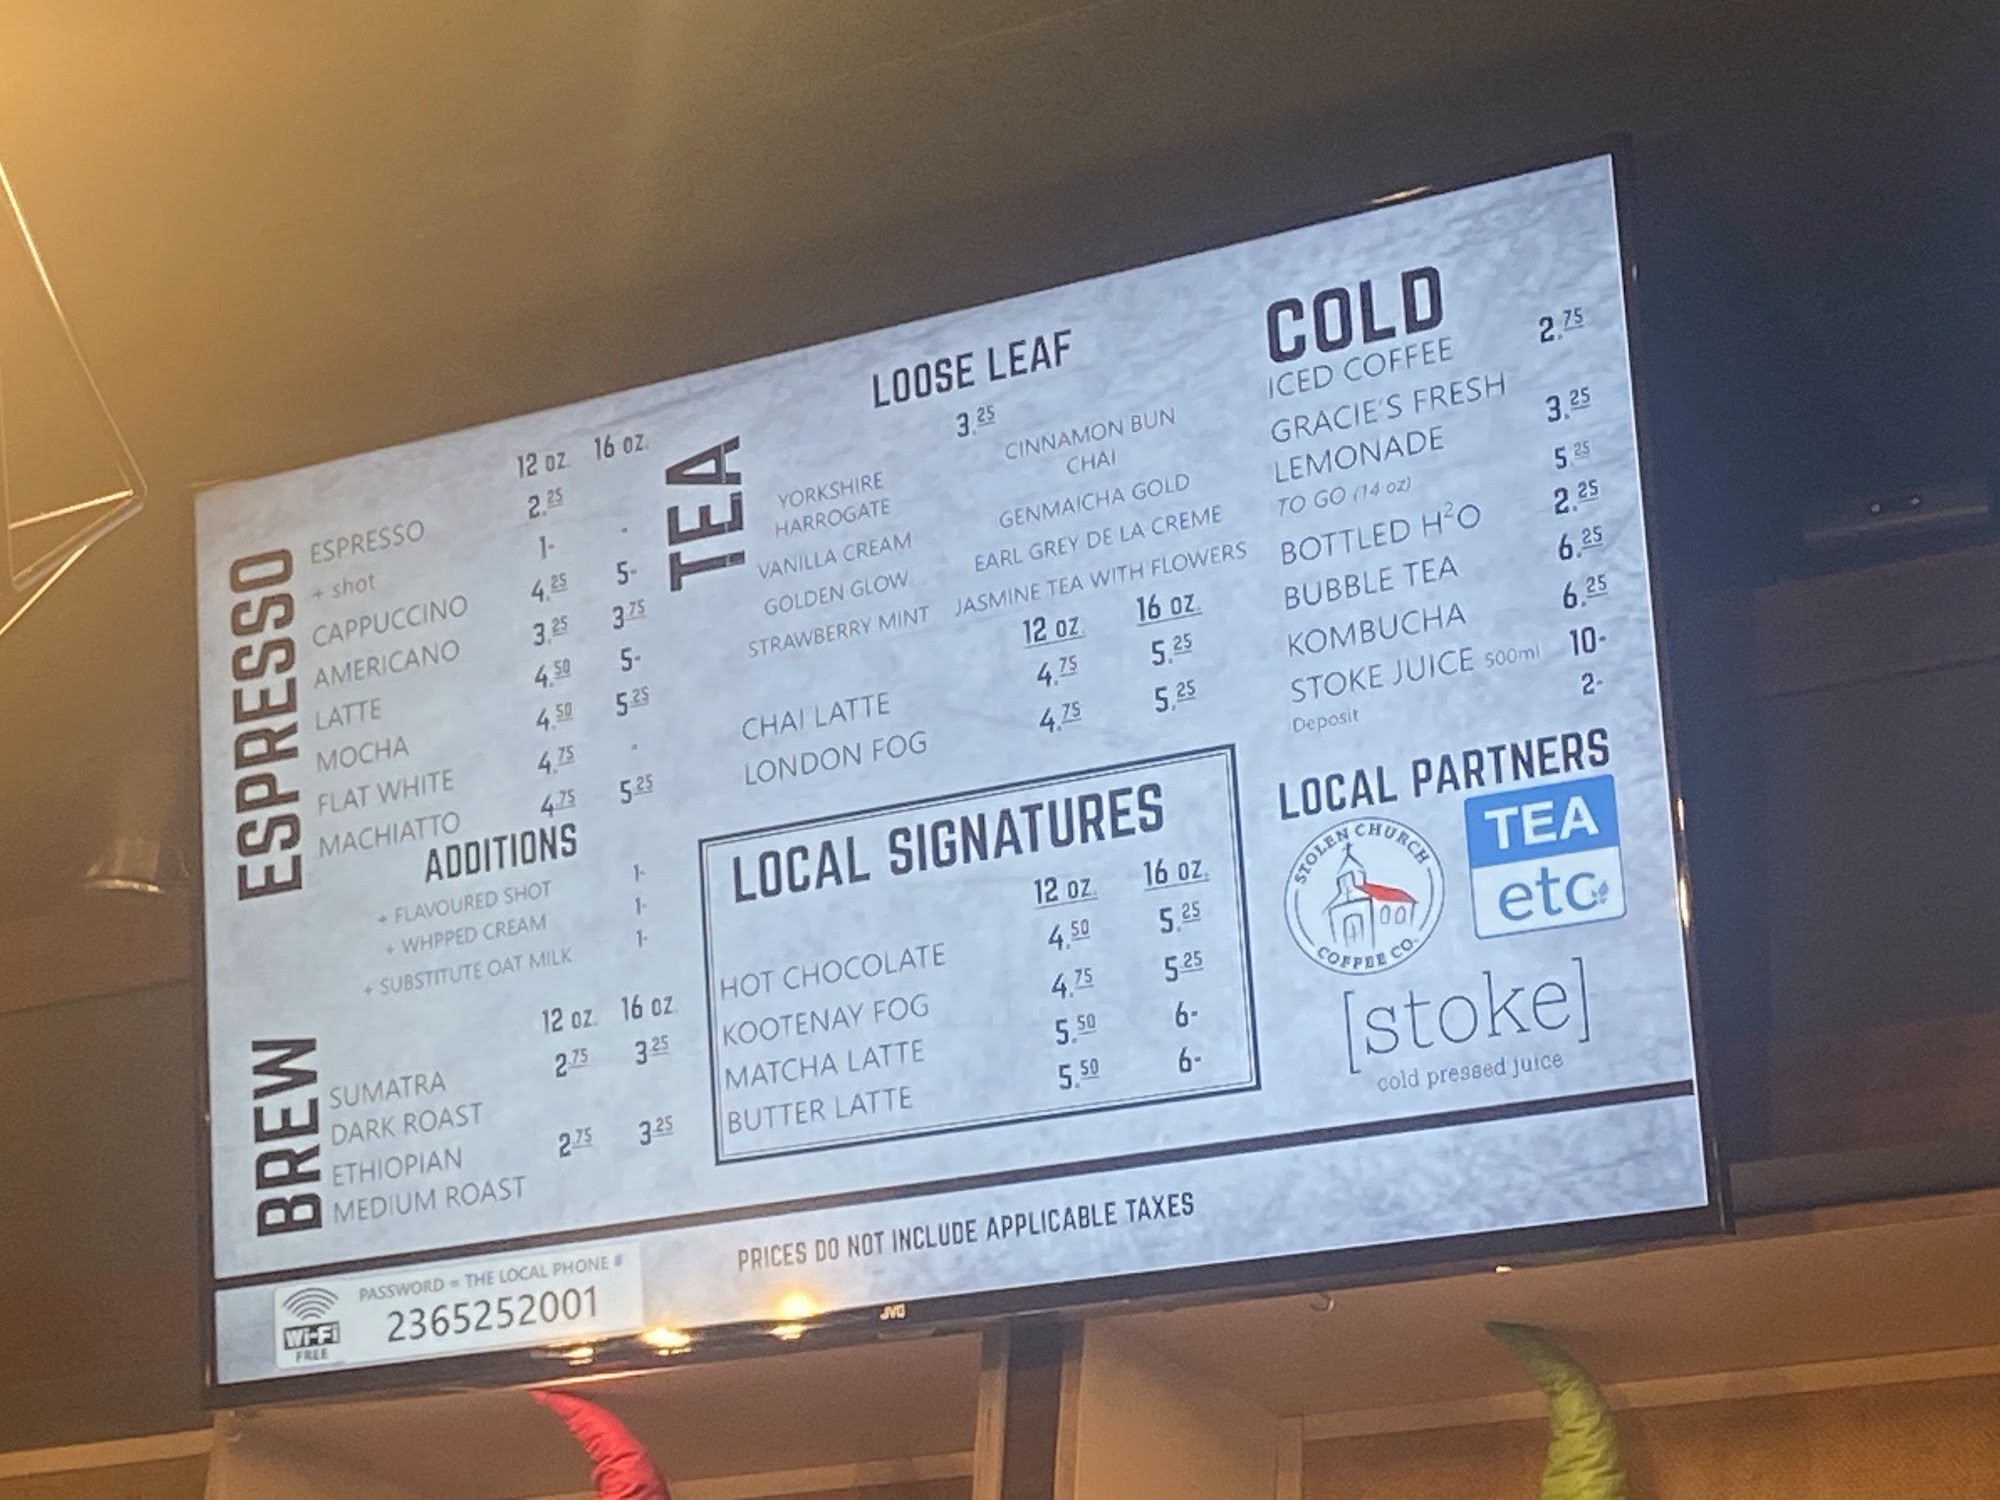 ESPRESSO
12 oz. 16 oz.
ESPRESSO 2.25
+ shot 1- -
CAPPUCCINO 4.25 5-
AMERICANO 3.25 3.75
LATTE 4.50 5-
MOCHA 4.50 5.25
FLAT WHITE 4.75 -
MACHIATTO 4.75 5.25
ADDITIONS
+ FLAVOURED SHOT 1-
+ WHPPED CREAM 1-
+ SUBSTITUTE OAT MILK 1-
BREW
12 oz. 16 oz.
SUMATRA 2.75 3.25
DARK ROAST
ETHIOPIAN 2.75 3.25
MEDIUM ROAST
TEA
LOOSE LEAF
3.25
YORKSHIRE
HARROGATE
VANILLA CREAM
GOLDEN GLOW
STRAWBERRY MINT
CINNAMON BUN
CHAI
GENMAICHA GOLD
EARL GREY DE LA CREME
JASMINE TEA WITH FLOWERS
12 oz. 16 oz.
CHAI LATTE 4.75 5.25
LONDON FOG 4.75 5.25
LOCAL SIGNATURES
12 oz. 16 oz.
HOT CHOCOLATE 4.50 5.25
KOOTENAY FOG 4.75 5.25
MATCHA LATTE 5.50 6-
BUTTER LATTE 5.50 6-
COLD
ICED COFFEE 2.75
GRACIE'S FRESH
LEMONADE 3.25
TO GO (14 oz) 5.25
BOTTLED H²O 2.25
BUBBLE TEA 6.25
KOMBUCHA 6.25
STOKE JUICE 500ml 10-
Deposit 2-
LOCAL PARTNERS
STOLEN CHURCH
COFFEE CO.
TEA
etc.
[stoke]
cold pressed juice
PRICES DO NOT INCLUDE APPLICABLE TAXES
Wi-Fi
FREE
PASSWORD = THE LOCAL PHONE #
2365252001
JVC